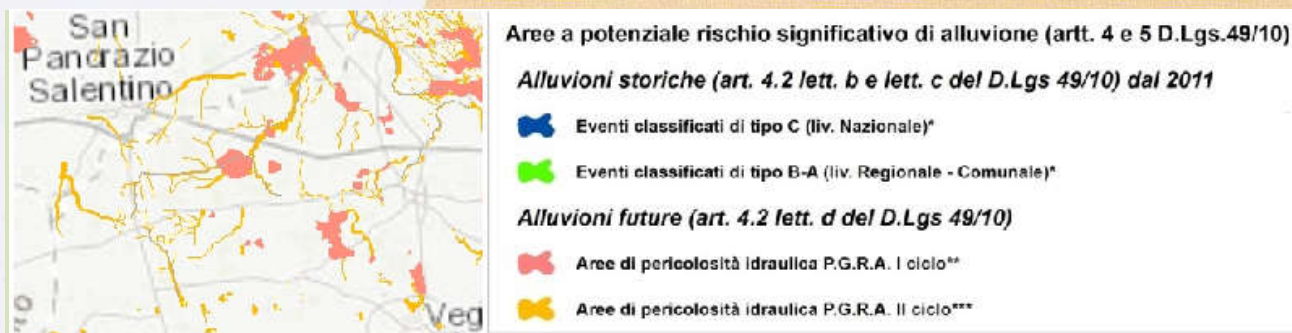 San
Pancrazio
Salentino
Veg
Aree a potenziale rischio significativo di alluvione (artt. 4 e 5 D.Lgs.49/10)
Alluvioni storiche (art. 4.2 lett. b e lett. c del D.Lgs 49/10) dal 2011
Eventi classificati di tipo C (liv. Nazionale)*
Eventi classificati di tipo B-A (liv. Regionale - Comunale)*
Alluvioni future (art. 4.2 lett. d del D.Lgs 49/10)
Aree di pericolosità idraulica P.G.R.A. I ciclo**
Aree di pericolosità idraulica P.G.R.A. II ciclo***